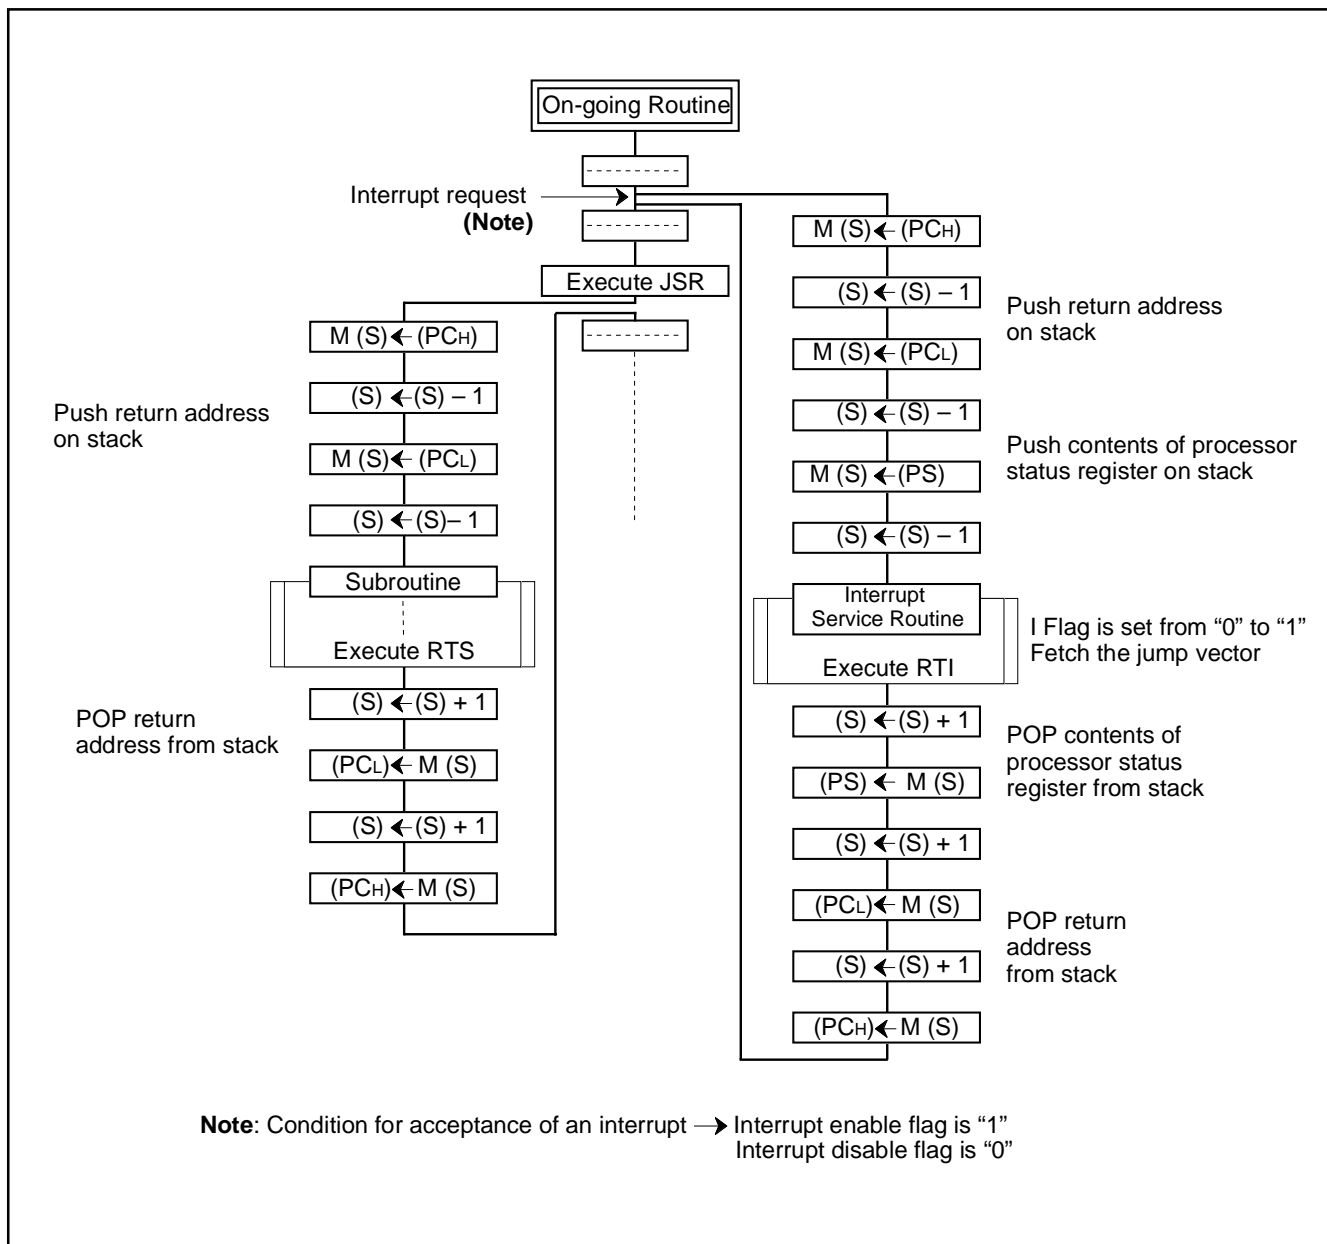 On-going Routine
Interrupt request
(Note)
Execute JSR
M (S) ← (PCH)
(S) ← (S) – 1
M (S) ← (PCL)
(S) ← (S)– 1
Push return address
on stack
Subroutine
Execute RTS
(S) ← (S) + 1
(PCL) ← M (S)
(S) ← (S) + 1
(PCH) ← M (S)
POP return
address from stack
M (S) ← (PCH)
(S) ← (S) – 1
M (S) ← (PCL)
(S) ← (S) – 1
M (S) ← (PS)
(S) ← (S) – 1
Push return address
on stack
Push contents of processor
status register on stack
Interrupt
Service Routine
Execute RTI
I Flag is set from “0” to “1”
Fetch the jump vector
(S) ← (S) + 1
(PS) ← M (S)
(S) ← (S) + 1
(PCL) ← M (S)
(S) ← (S) + 1
(PCH) ← M (S)
POP contents of
processor status
register from stack
POP return
address
from stack
Note: Condition for acceptance of an interrupt → Interrupt enable flag is “1”
Interrupt disable flag is “0”